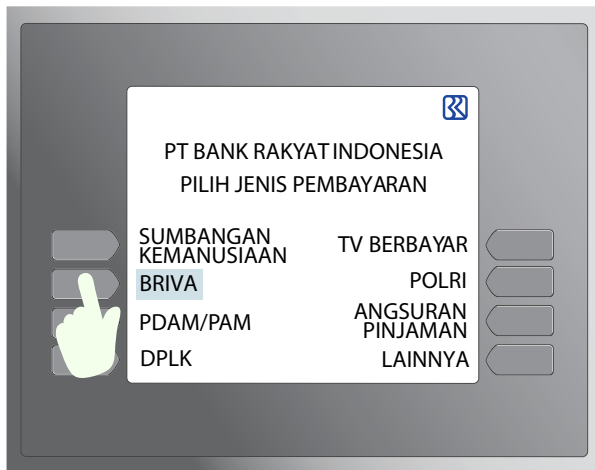 PT BANK RAKYAT INDONESIA
PILIH JENIS PEMBAYARAN
SUMBANGAN
KEMANUSIAAN
TV BERBAYAR
BRIVA
POLRI
PDAM/PAM
ANGSURAN
PINJAMAN
DPLK
LAINNYA